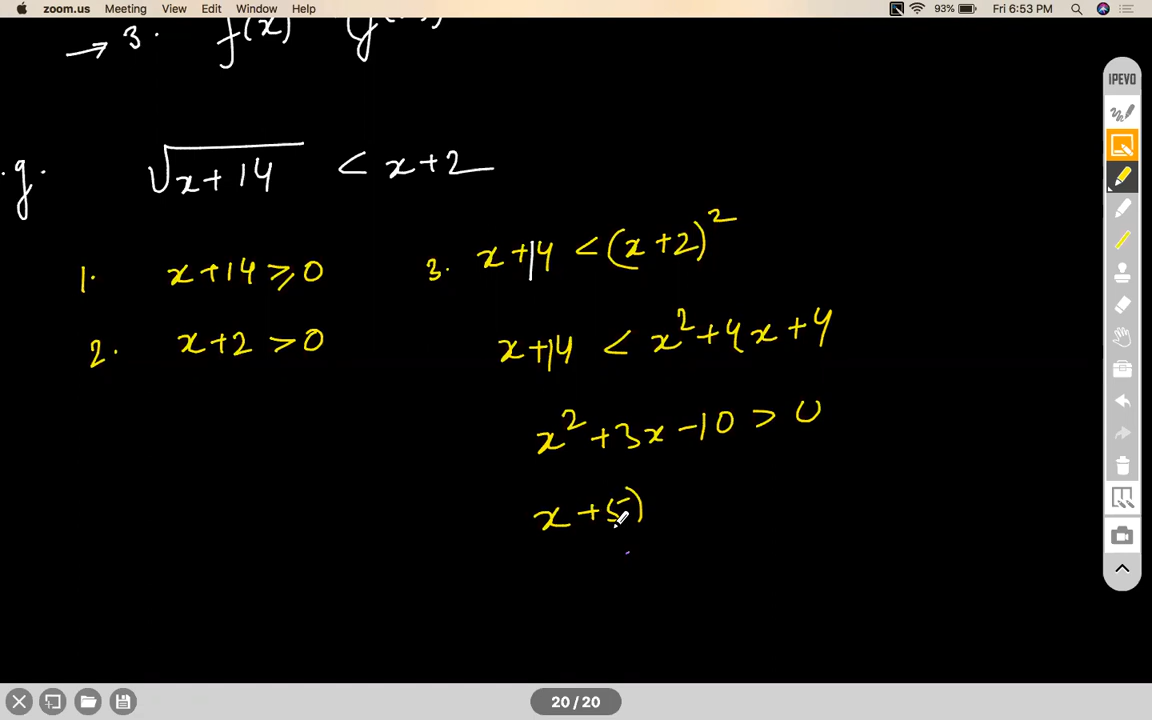 zoom.us Meeting View Edit Window Help 93% Fri 6:53 PM
→ 3. f(x)
IPEVO
.g. √x+14 < x+2
1. x+14 ≥ 0
2. x+2 > 0
3. x+14 < (x+2)²
x+14 < x²+4x+4
x²+3x-10 > 0
x+5)
20 / 20